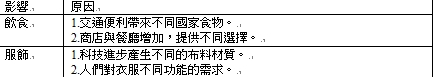 影響 原因
飲食 1.交通便利帶來不同國家食物。
2.商店與餐廳增加，提供不同選擇。
服飾 1.科技進步產生不同的布料材質。
2.人們對衣服不同功能的需求。